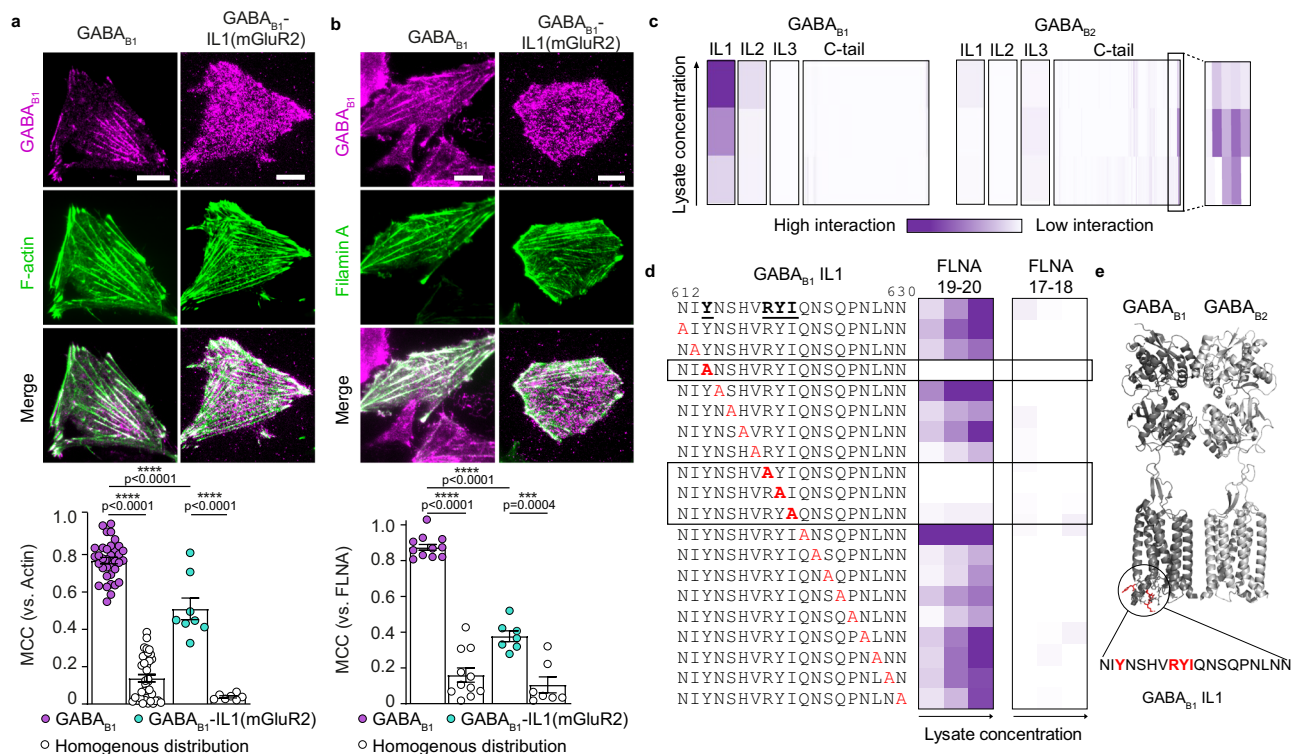 a
GABAB1
GABAB1-
IL1(mGluR2)
GABAB1
F-actin
Merge
****
p<0.0001
****
p<0.0001
****
p<0.0001
MCC (vs. Actin)
1.0
0.8
0.6
0.4
0.2
0
GABAB1
GABAB1-IL1(mGluR2)
Homogenous distribution
b
GABAB1
GABAB1-
IL1(mGluR2)
GABAB1
Filamin A
Merge
****
p<0.0001
****
p<0.0001
***
p=0.0004
MCC (vs. FLNA)
1.0
0.8
0.6
0.4
0.2
0
GABAB1
GABAB1-IL1(mGluR2)
Homogenous distribution
c
GABAB1
GABAB2
IL1 IL2 IL3 C-tail
IL1 IL2 IL3 C-tail
Lysate concentration
High interaction
Low interaction
d
GABAB1 IL1
FLNA
19-20
FLNA
17-18
612
630
NIYNSHVRYIQNSQPNLNN
AIYNSHVRYIQNSQPNLNN
NAYNSHVRYIQNSQPNLNN
NIANSHVRYIQNSQPNLNN
NIYASHVRYIQNSQPNLNN
NIYNAHVRYIQNSQPNLNN
NIYNSAVRYIQNSQPNLNN
NIYNSHARYIQNSQPNLNN
NIYNSHVAYIQNSQPNLNN
NIYNSHVRAIQNSQPNLNN
NIYNSHVRYAQNSQPNLNN
NIYNSHVRYIANSQPNLNN
NIYNSHVRYIQASQPNLNN
NIYNSHVRYIQNAQPNLNN
NIYNSHVRYIQNSAPNLNN
NIYNSHVRYIQNSQANLNN
NIYNSHVRYIQNSQPALNN
NIYNSHVRYIQNSQPNANN
NIYNSHVRYIQNSQPNLAN
NIYNSHVRYIQNSQPNLNA
Lysate concentration
e
GABAB1
GABAB2
NIYNSHVRYIQNSQPNLNN
GABAB1 IL1